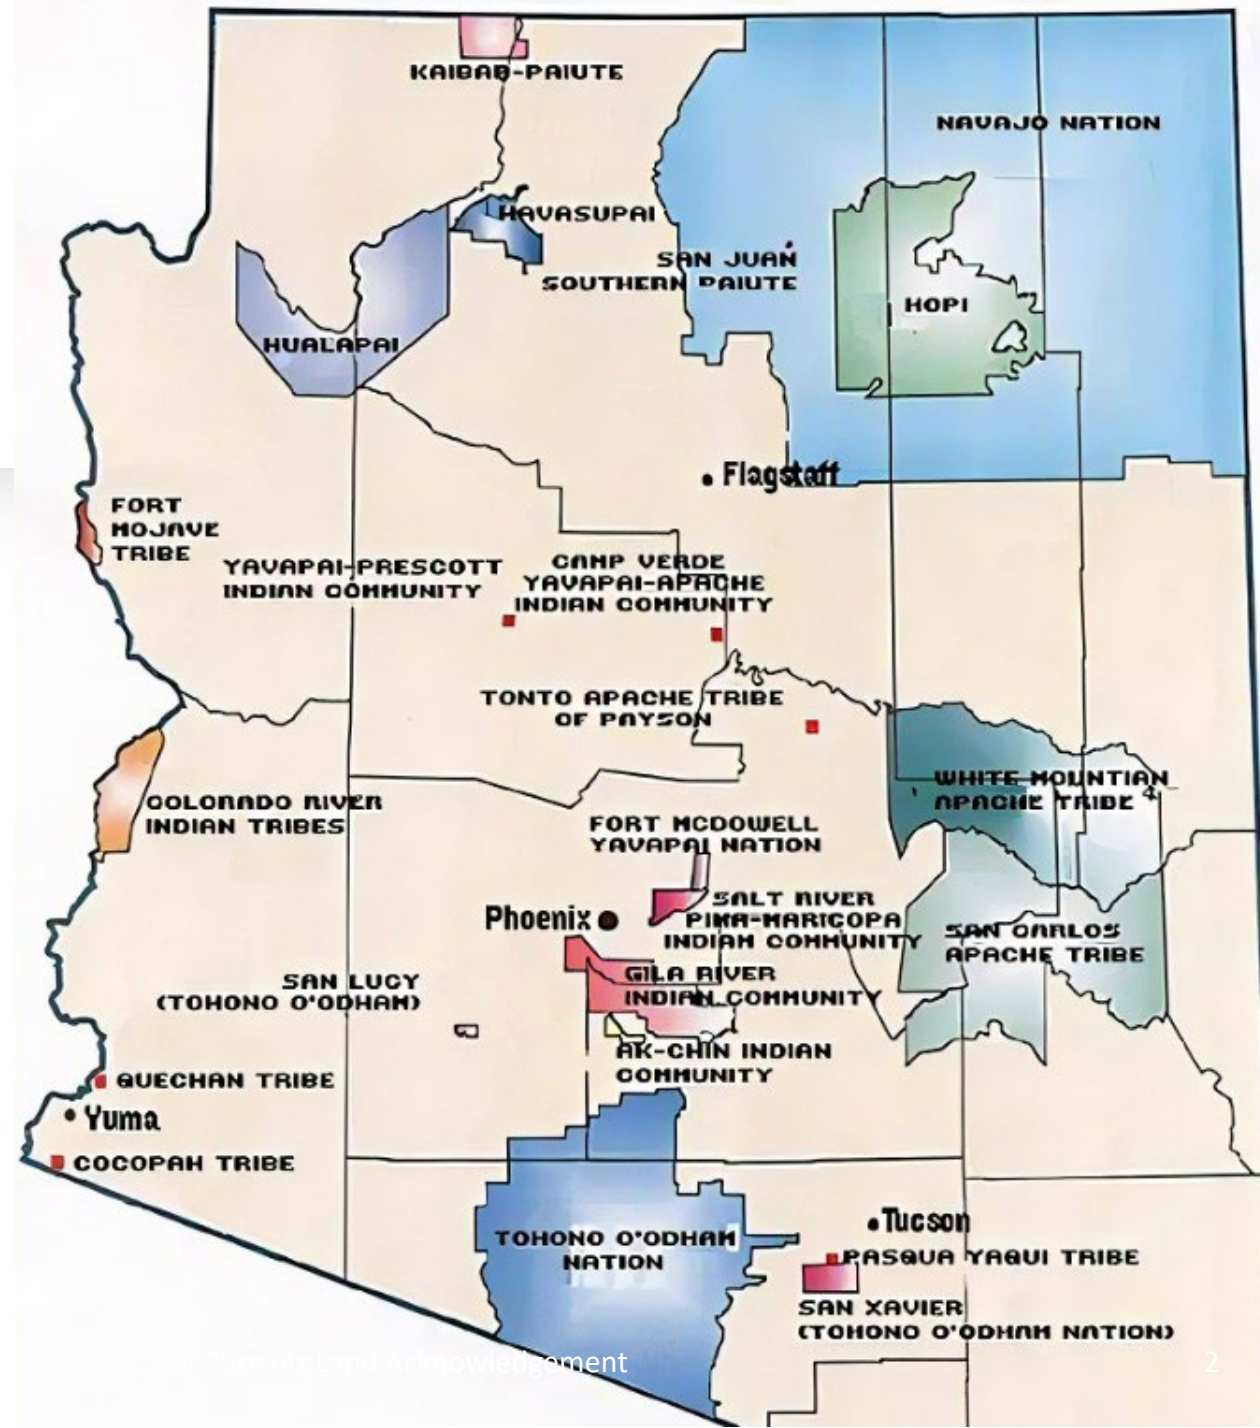 KAIBAB-PAIUTE
NAVAJO NATION
HAVASUPAI
SAN JUAN
SOUTHERN PAIUTE
HOPI
HUALAPAI
Flagstaff
FORT
MOJAVE
TRIBE
YAVAPAI-PRESCOTT
INDIAN COMMUNITY
CAMP VERDE
YAVAPAI-APACHE
INDIAN COMMUNITY
TONTO APACHE TRIBE
OF PAYSON
WHITE MOUNTIAN
APACHE TRIBE
COLORADO RIVER
INDIAN TRIBES
FORT MCDOWELL
YAVAPAI NATION
SALT RIVER
PIMA-MARICOPA
INDIAN COMMUNITY
Phoenix
SAN CARLOS
APACHE TRIBE
GILA RIVER
INDIAN COMMUNITY
SAN LUCY
(TOHONO O'ODHAM)
AK-CHIN INDIAN
COMMUNITY
QUECHAN TRIBE
Yuma
COCOPAH TRIBE
Tucson
TOHONO O'ODHAM
NATION
PASQUA YAQUI TRIBE
SAN XAVIER
(TOHONO O'ODHAM NATION)
Phoenix Land Acknowledgement
2